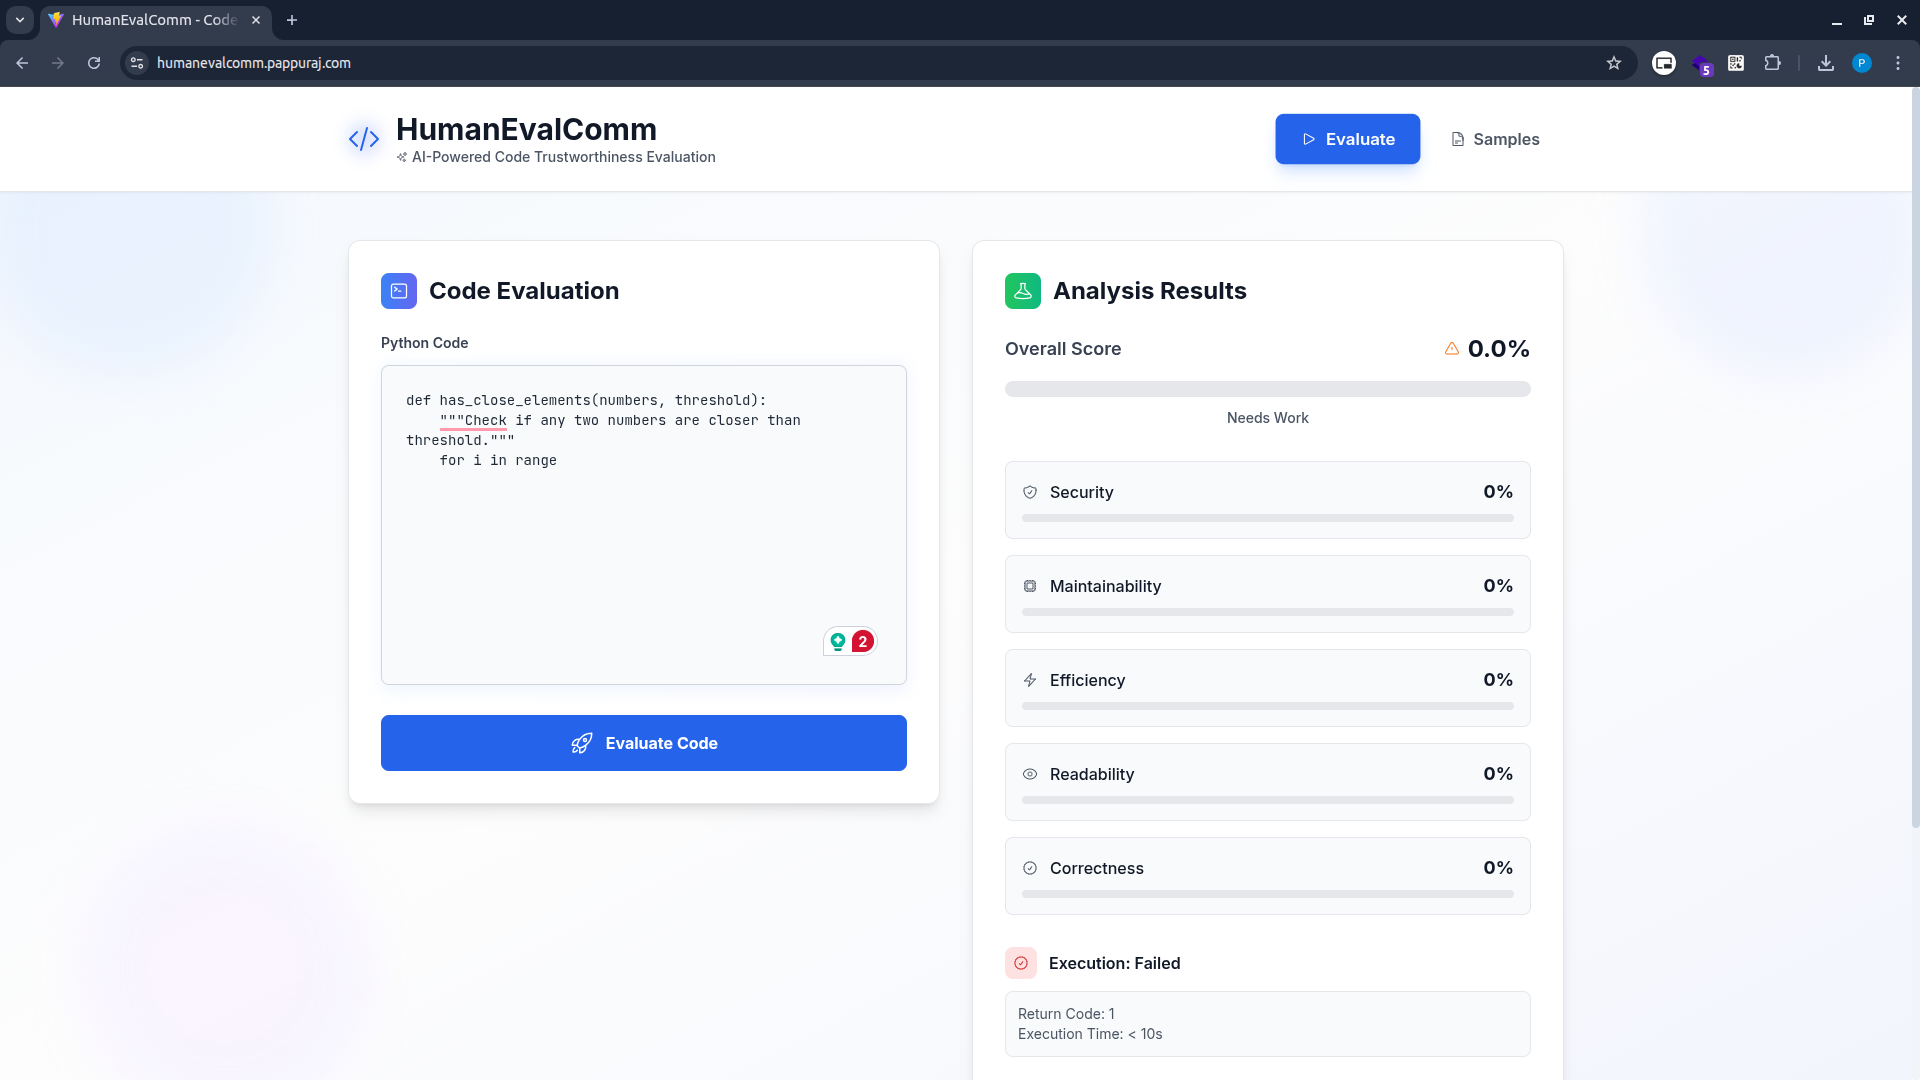 HumanEvalComm - Code
humanevalcomm.pappuraj.com
5
P
HumanEvalComm
AI-Powered Code Trustworthiness Evaluation
Evaluate
Samples
Code Evaluation
Python Code
def has_close_elements(numbers, threshold):
    """Check if any two numbers are closer than
threshold."""
    for i in range
2
Evaluate Code
Analysis Results
Overall Score
0.0%
Needs Work
Security
0%
Maintainability
0%
Efficiency
0%
Readability
0%
Correctness
0%
Execution: Failed
Return Code: 1
Execution Time: < 10s